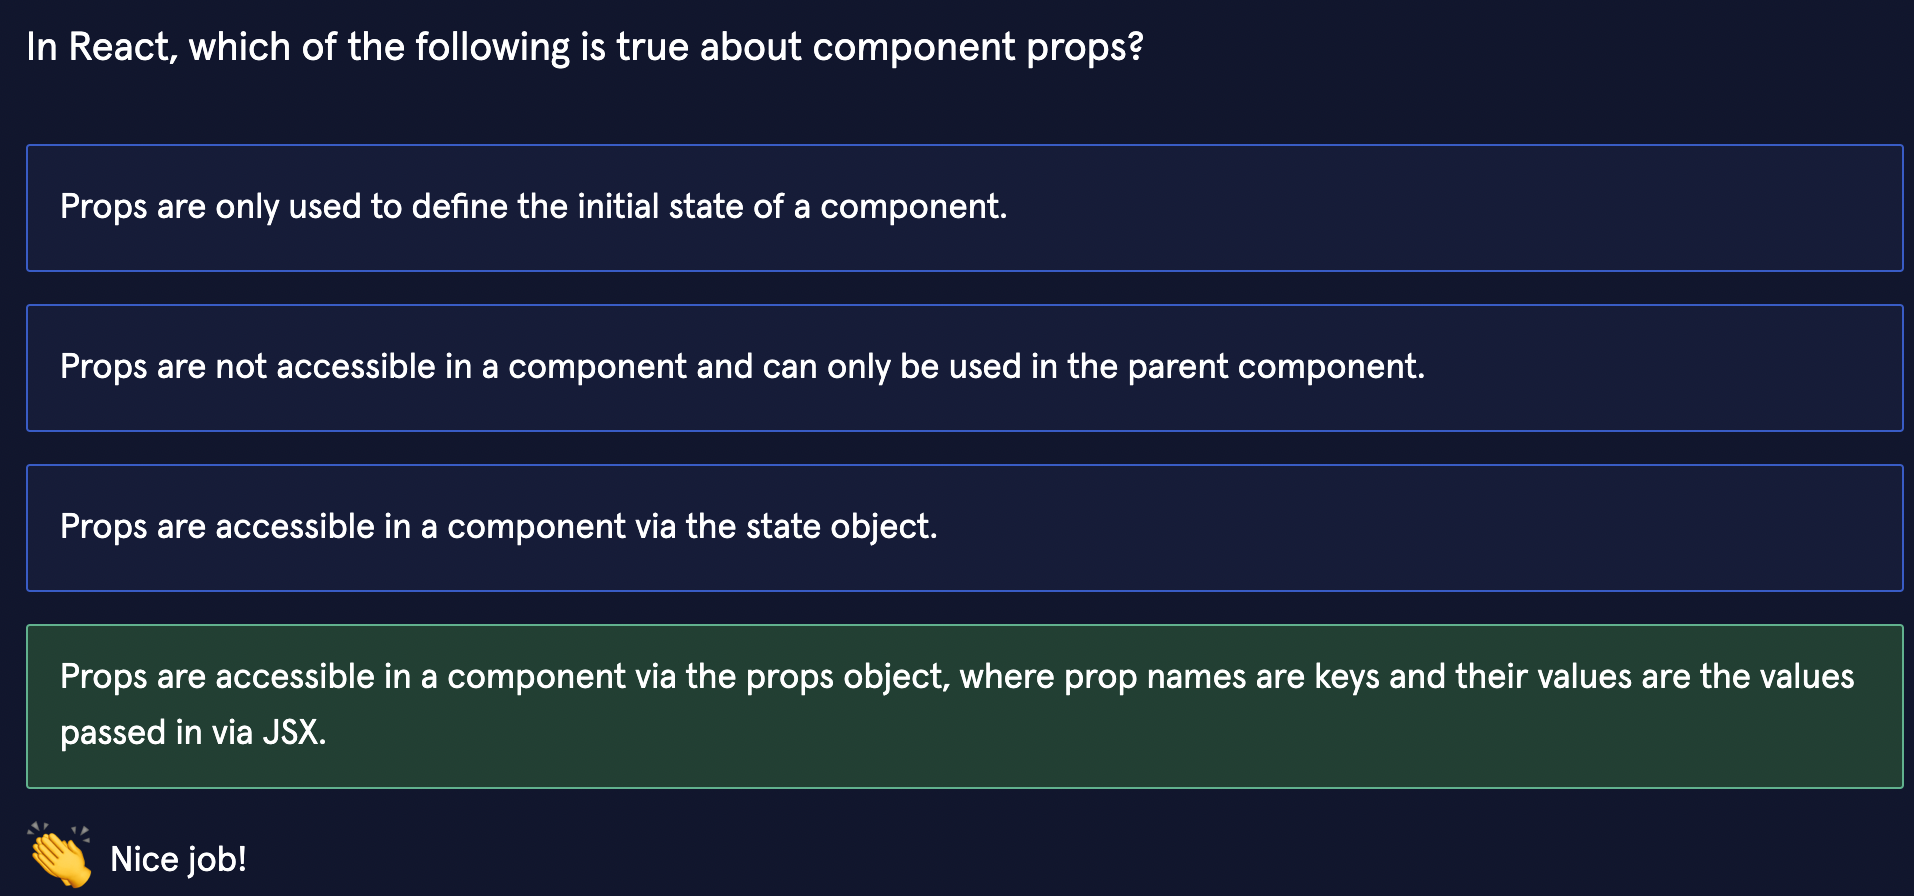 In React, which of the following is true about component props?
Props are only used to define the initial state of a component.
Props are not accessible in a component and can only be used in the parent component.
Props are accessible in a component via the state object.
Props are accessible in a component via the props object, where prop names are keys and their values are the values
passed in via JSX.
Nice job!